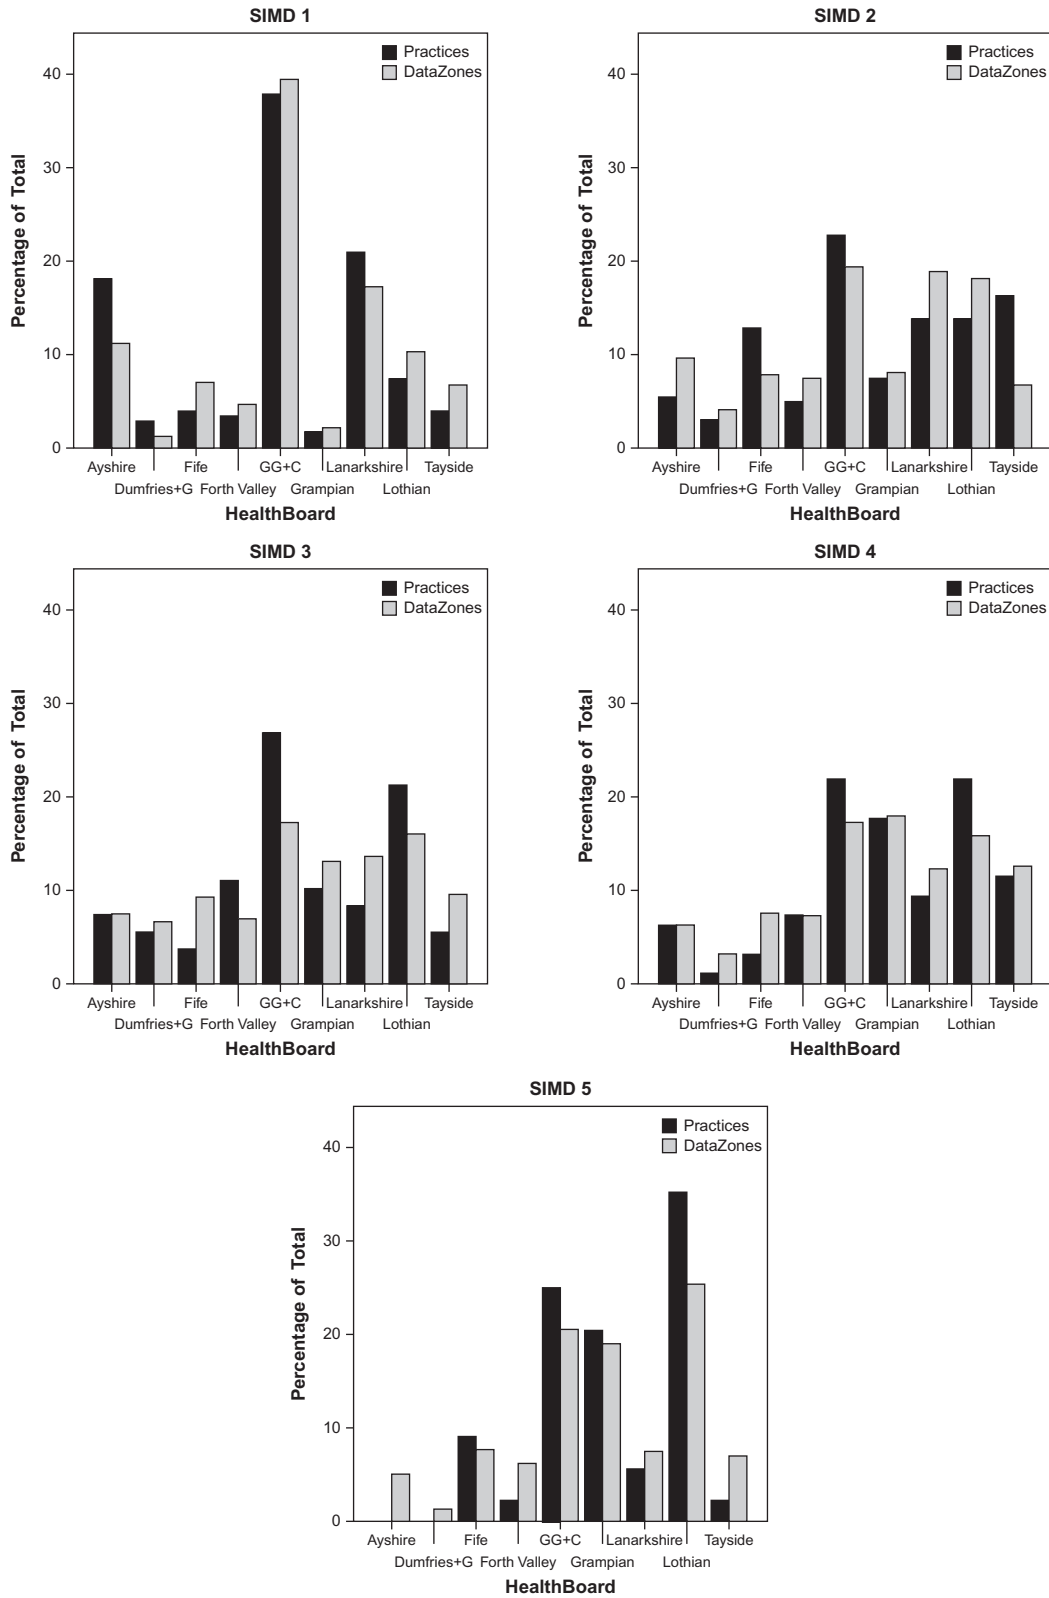 SIMD 1
Practices
DataZones
Percentage of Total
40
30
20
10
0
Ayshire Fife GG+C Lanarkshire Tayside
Dumfries+G Forth Valley Grampian Lothian
HealthBoard
SIMD 2
Practices
DataZones
Percentage of Total
40
30
20
10
0
Ayshire Fife GG+C Lanarkshire Tayside
Dumfries+G Forth Valley Grampian Lothian
HealthBoard
SIMD 3
Practices
DataZones
Percentage of Total
40
30
20
10
0
Ayshire Fife GG+C Lanarkshire Tayside
Dumfries+G Forth Valley Grampian Lothian
HealthBoard
SIMD 4
Practices
DataZones
Percentage of Total
40
30
20
10
0
Ayshire Fife GG+C Lanarkshire Tayside
Dumfries+G Forth Valley Grampian Lothian
HealthBoard
SIMD 5
Practices
DataZones
Percentage of Total
40
30
20
10
0
Ayshire Fife GG+C Lanarkshire Tayside
Dumfries+G Forth Valley Grampian Lothian
HealthBoard